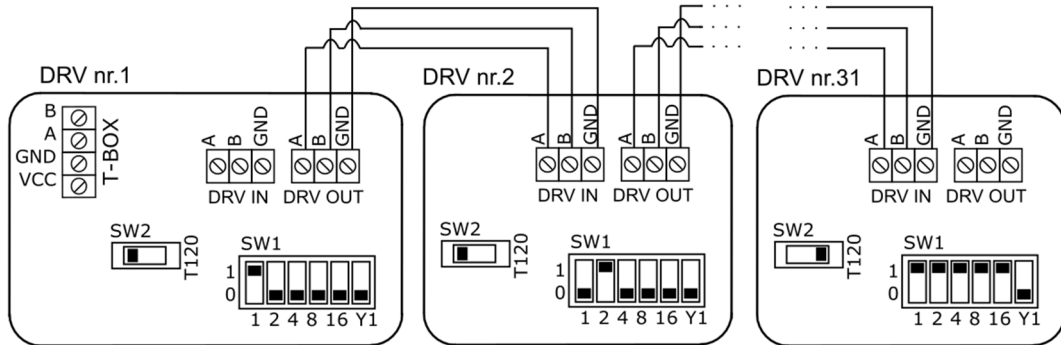 DRV nr.1
B
A
GND
VCC
T-BOX
A B GND
DRV IN
A B GND
DRV OUT
SW2
T120
SW1
1
0
1 2 4 8 16 Y1
DRV nr.2
A B GND
DRV IN
A B GND
DRV OUT
SW2
T120
SW1
1
0
1 2 4 8 16 Y1
DRV nr.31
A B GND
DRV IN
A B GND
DRV OUT
SW2
T120
SW1
1
0
1 2 4 8 16 Y1